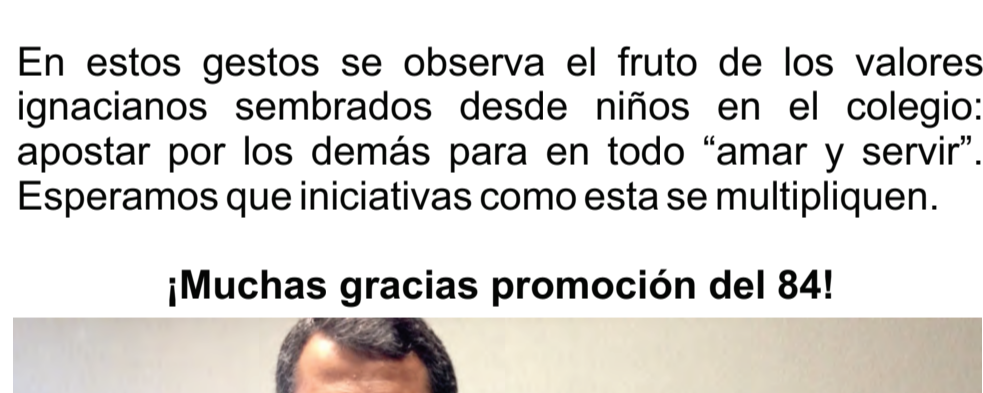 En estos gestos se observa el fruto de los valores
ignacianos sembrados desde niños en el colegio:
apostar por los demás para en todo “amar y servir”.
Esperamos que iniciativas como esta se multipliquen.
¡Muchas gracias promoción del 84!